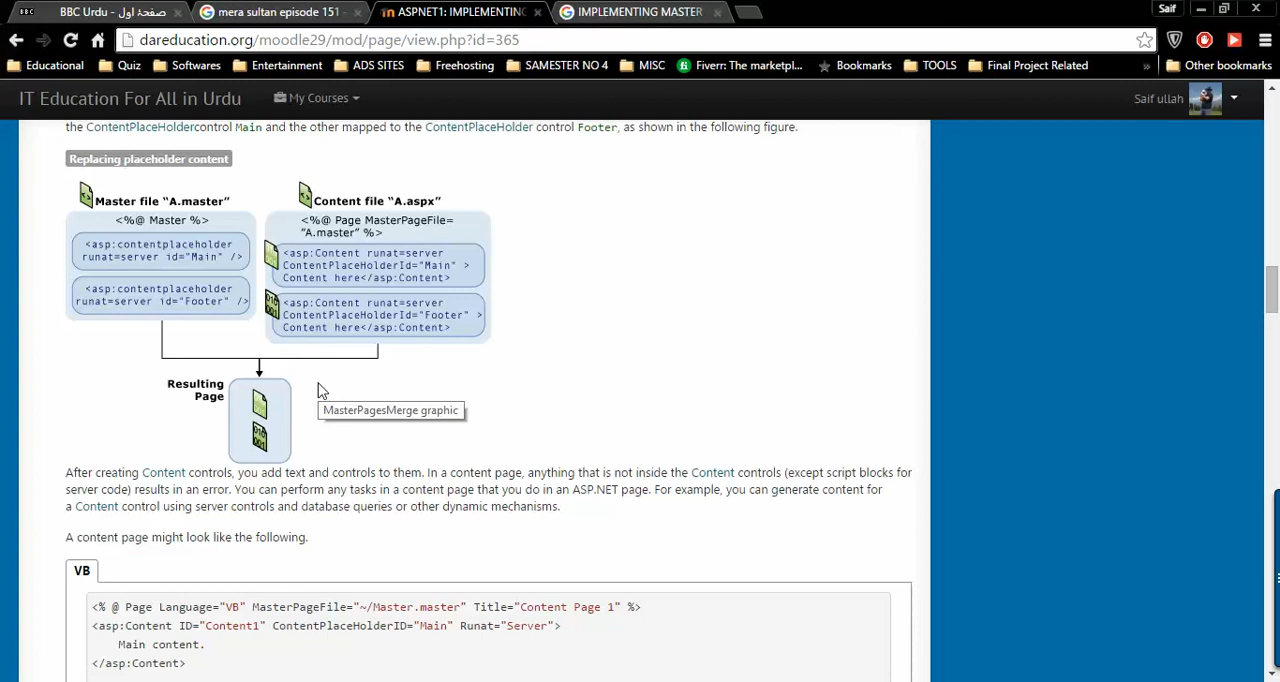 BBC Urdu - صفحۂ اول
mera sultan episode 151 -
ASPNET1: IMPLEMENTING
IMPLEMENTING MASTER
Saif
dareducation.org/moodle29/mod/page/view.php?id=365
Educational Quiz Softwares Entertainment ADS SITES Freehosting SAMESTER NO 4 MISC Fiverr: The marketpl... Bookmarks TOOLS Final Project Related » Other bookmarks
IT Education For All in Urdu My Courses Saif ullah
the ContentPlaceHoldercontrol Main and the other mapped to the ContentPlaceHolder control Footer, as shown in the following figure.
Replacing placeholder content
Master file “A.master”
<%@ Master %>
<asp:contentplaceholder
runat=server id="Main" />
<asp:contentplaceholder
runat=server id="Footer" />
Content file “A.aspx”
<%@ Page MasterPageFile=
"A.master" %>
<asp:Content runat=server
ContentPlaceHolderId="Main" >
Content here</asp:Content>
<asp:Content runat=server
ContentPlaceHolderId="Footer" >
Content here</asp:Content>
Resulting
Page
MasterPagesMerge graphic
After creating Content controls, you add text and controls to them. In a content page, anything that is not inside the Content controls (except script blocks for
server code) results in an error. You can perform any tasks in a content page that you do in an ASP.NET page. For example, you can generate content for
a Content control using server controls and database queries or other dynamic mechanisms.
A content page might look like the following.
VB
<% @ Page Language="VB" MasterPageFile="~/Master.master" Title="Content Page 1" %>
<asp:Content ID="Content1" ContentPlaceHolderID="Main" Runat="Server">
Main content.
</asp:Content>